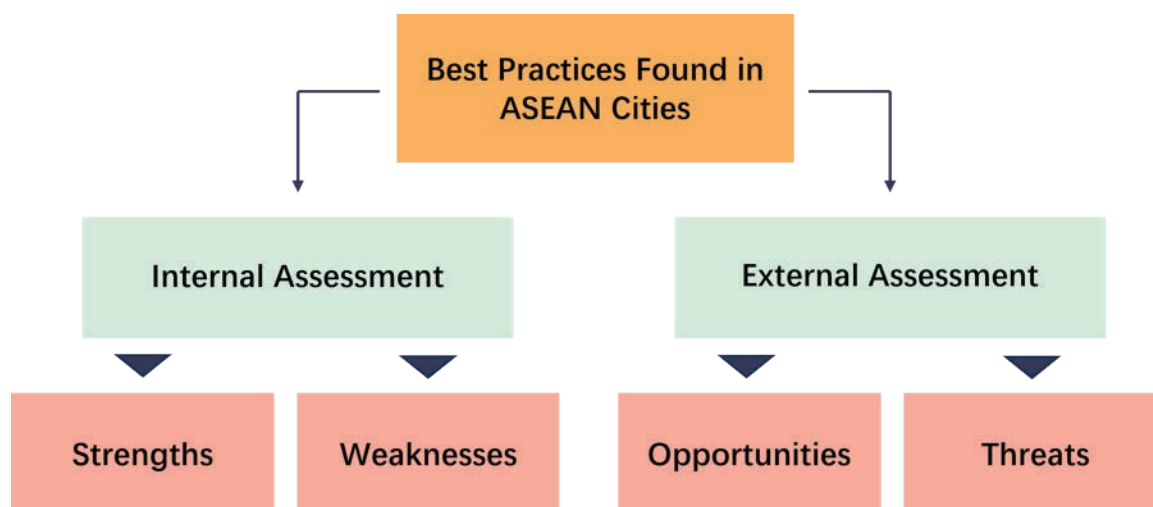 Best Practices Found in
ASEAN Cities
Internal Assessment
External Assessment
Strengths
Weaknesses
Opportunities
Threats